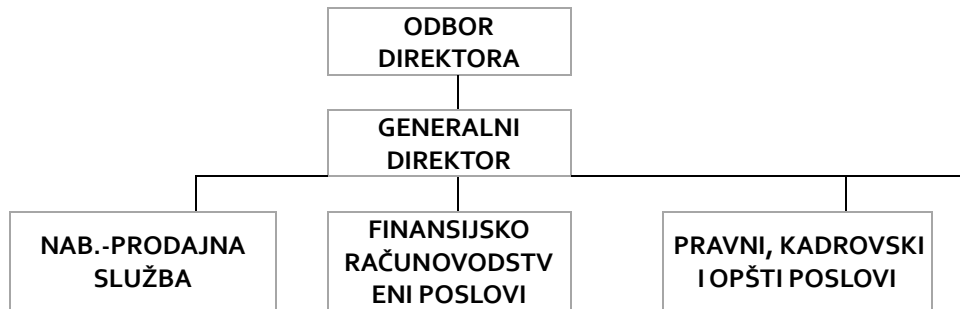 ODBOR
DIREKTORA
GENERALNI
DIREKTOR
NAB.-PRODAJNA
SLUŽBA
FINANSIJSKO
RAČUNOVODSTV
ENI POSLOVI
PRAVNI, KADROVSKI
I OPŠTI POSLOVI